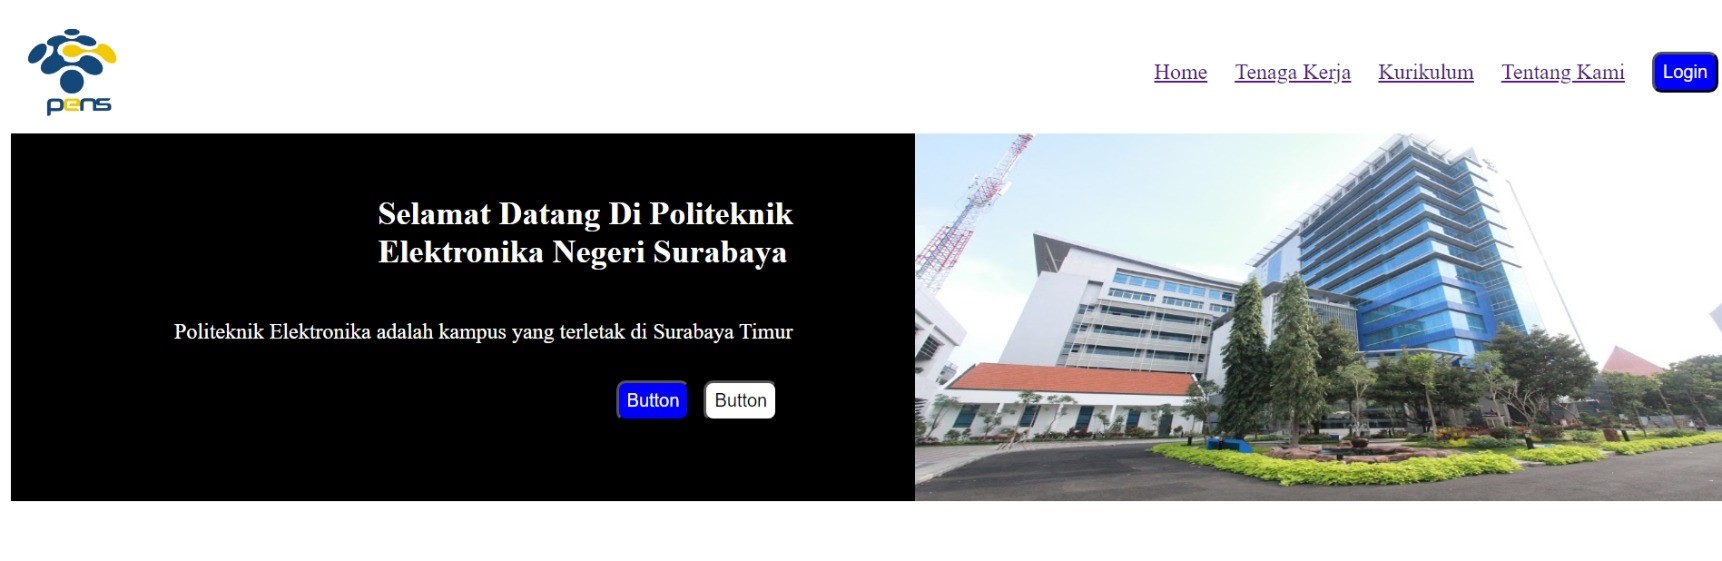 pens
Home Tenaga Kerja Kurikulum Tentang Kami Login
Selamat Datang Di Politeknik
Elektronika Negeri Surabaya
Politeknik Elektronika adalah kampus yang terletak di Surabaya Timur
Button Button